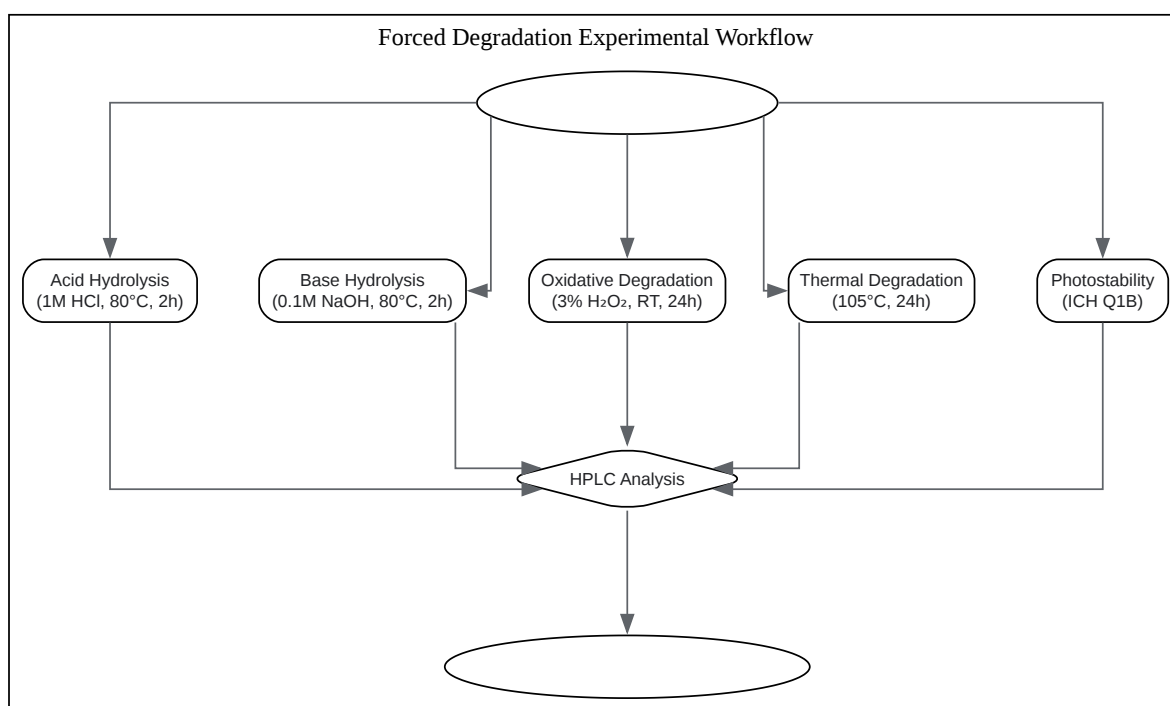 Forced Degradation Experimental Workflow
Acid Hydrolysis
(1M HCl, 80°C, 2h)
Base Hydrolysis
(0.1M NaOH, 80°C, 2h)
Oxidative Degradation
(3% H₂O₂, RT, 24h)
Thermal Degradation
(105°C, 24h)
Photostability
(ICH Q1B)
HPLC Analysis